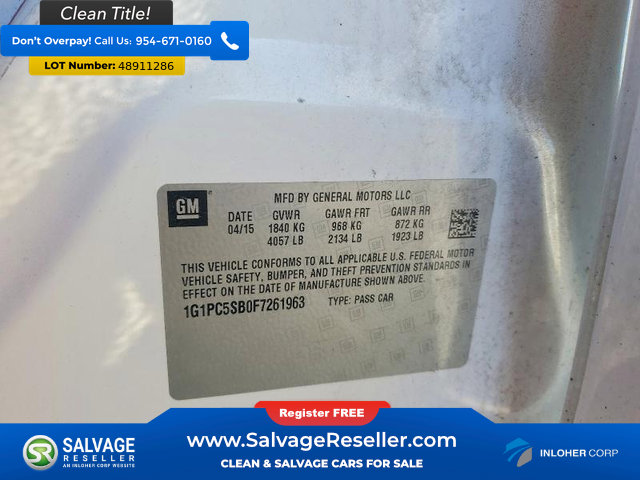 Clean Title!
Don't Overpay! Call Us: 954-671-0160
LOT Number: 48911286
GM
MFD BY GENERAL MOTORS LLC
DATE GVWR GAWR FRT GAWR RR
04/15 1840 KG 968 KG 872 KG
4057 LB 2134 LB 1923 LB
THIS VEHICLE CONFORMS TO ALL APPLICABLE U.S. FEDERAL MOTOR
VEHICLE SAFETY, BUMPER, AND THEFT PREVENTION STANDARDS IN
EFFECT ON THE DATE OF MANUFACTURE SHOWN ABOVE.
1G1PC5SB0F7261963 TYPE: PASS CAR
Register FREE
SR
SALVAGE
RESELLER
AN INLOHER CORP WEBSITE
www.SalvageReseller.com
CLEAN & SALVAGE CARS FOR SALE
INLOHER CORP